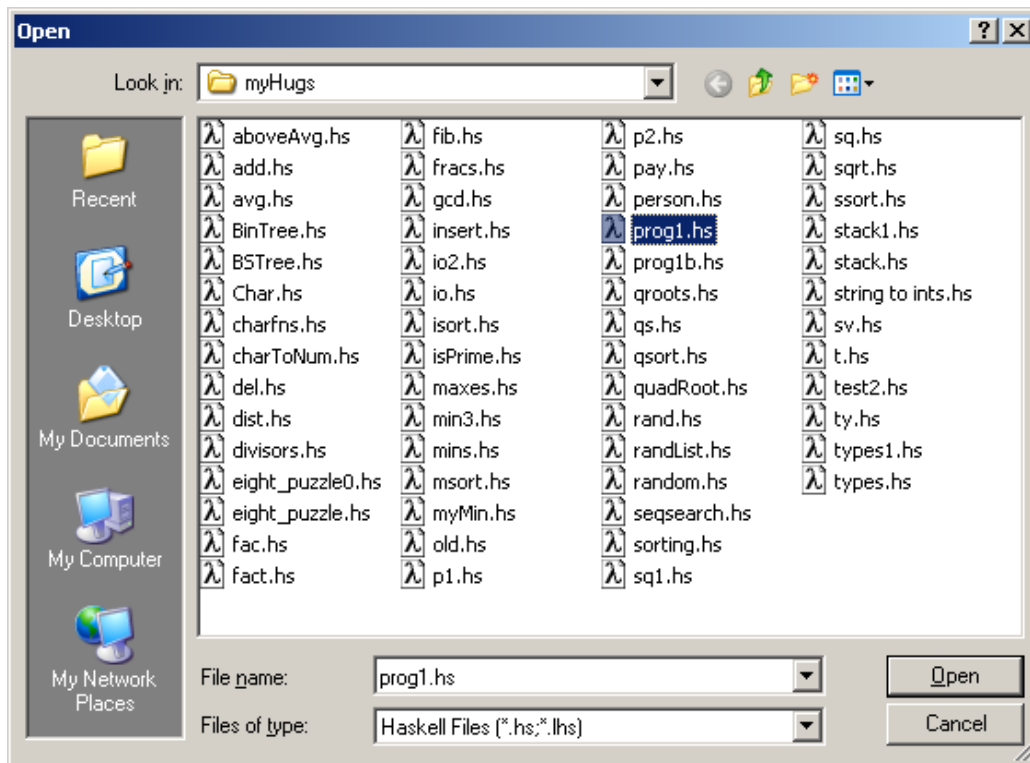 Open
Look in: myHugs
Recent
Desktop
My Documents
My Computer
My Network
Places
aboveAvg.hs
add.hs
avg.hs
BinTree.hs
BSTree.hs
Char.hs
charfns.hs
charToNum.hs
del.hs
dist.hs
divisors.hs
eight_puzzle0.hs
eight_puzzle.hs
fac.hs
fact.hs
fib.hs
fracs.hs
gcd.hs
insert.hs
io2.hs
io.hs
isort.hs
isPrime.hs
maxes.hs
min3.hs
mins.hs
msort.hs
myMin.hs
old.hs
p1.hs
p2.hs
pay.hs
person.hs
prog1.hs
prog1b.hs
qroots.hs
qs.hs
qsort.hs
quadRoot.hs
rand.hs
randList.hs
random.hs
seqsearch.hs
sorting.hs
sq1.hs
sq.hs
sqrt.hs
ssort.hs
stack1.hs
stack.hs
string to ints.hs
sv.hs
t.hs
test2.hs
ty.hs
types1.hs
types.hs
File name: prog1.hs Open
Files of type: Haskell Files (*.hs;*.lhs) Cancel